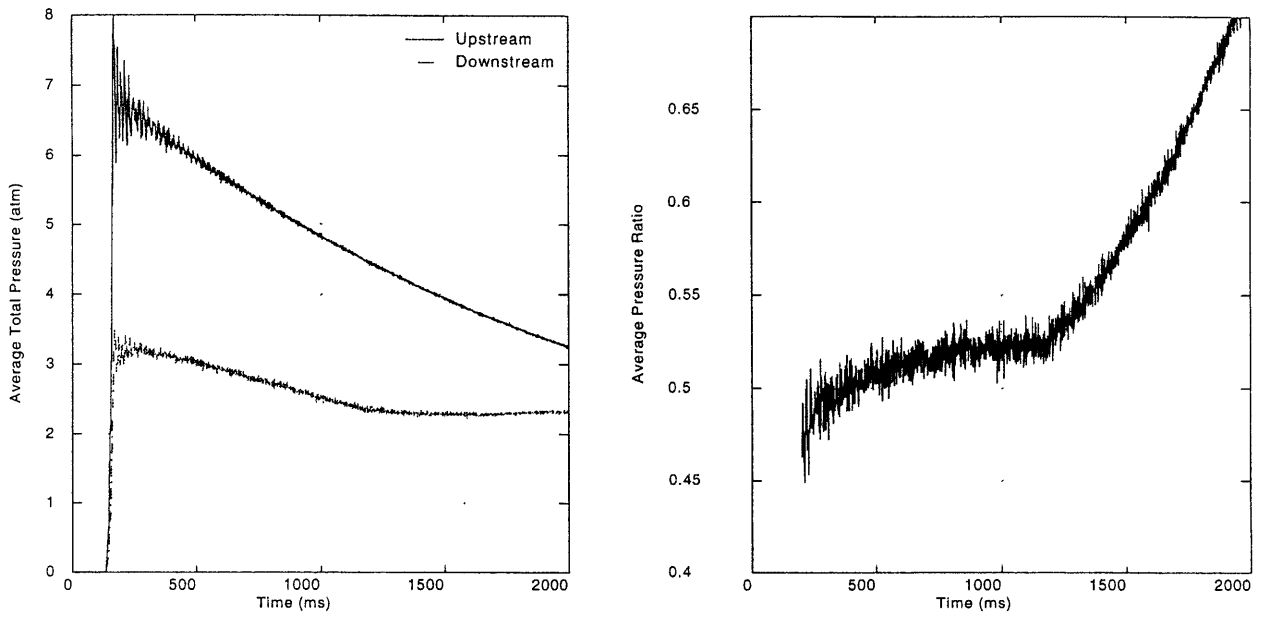 8
7
6
5
4
3
2
1
0
Average Total Pressure (atm)
Upstream
Downstream
0 500 1000 1500 2000
Time (ms)
0.65
0.6
0.55
0.5
0.45
0.4
Average Pressure Ratio
0 500 1000 1500 2000
Time (ms)